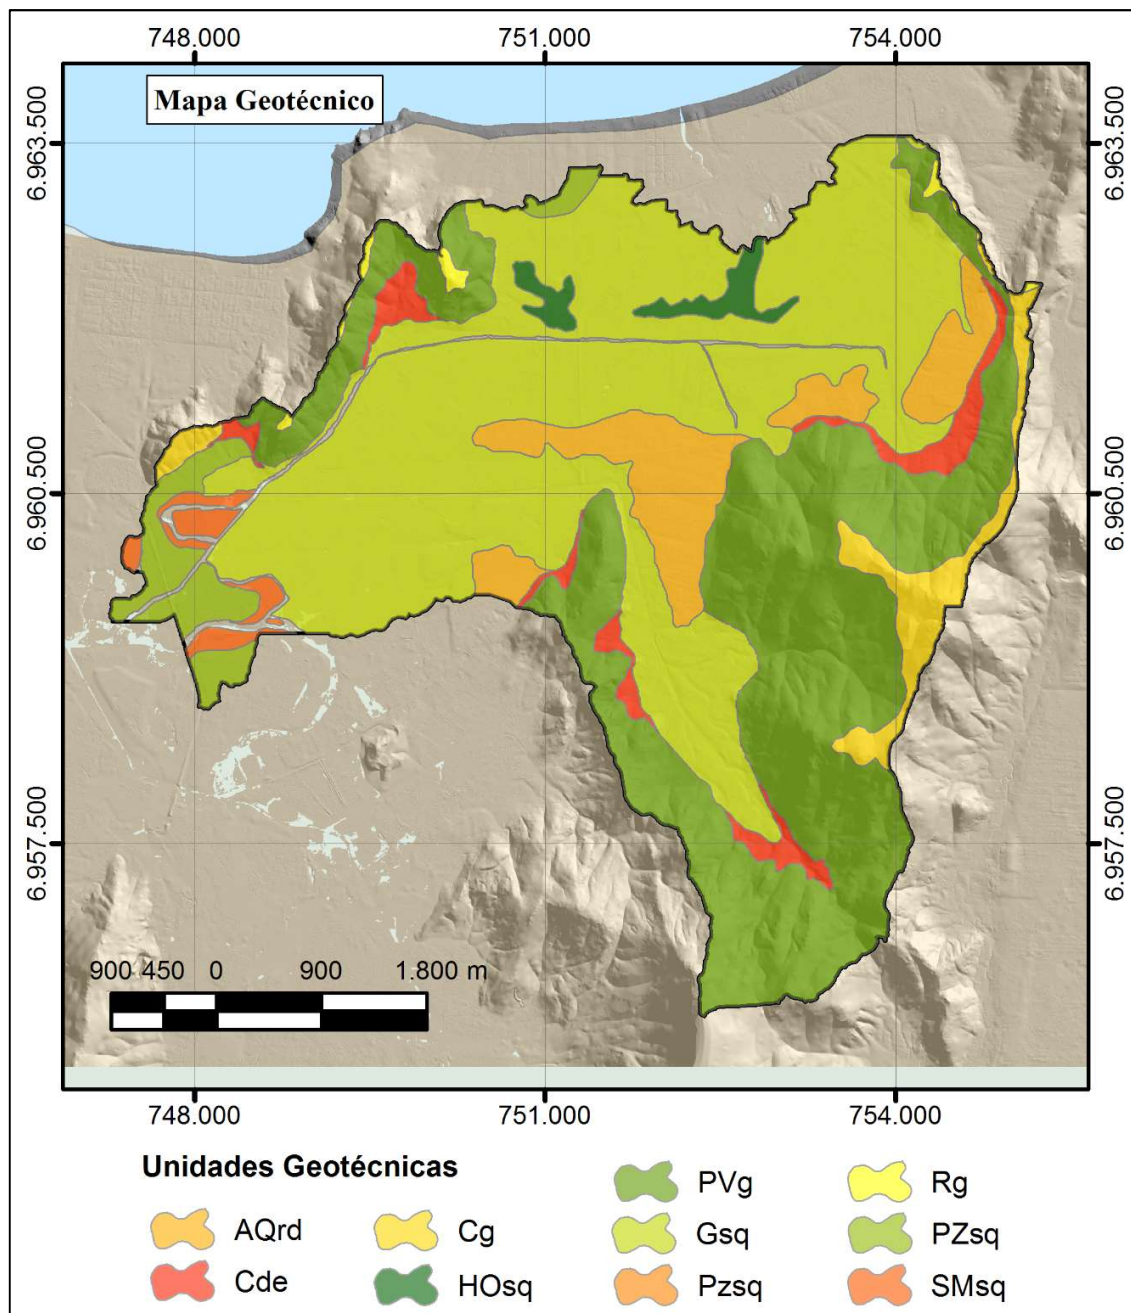 748.000 751.000 754.000
Mapa Geotécnico
6.963.500 6.963.500
6.960.500 6.960.500
6.957.500 6.957.500
900 450 0 900 1.800 m
748.000 751.000 754.000
Unidades Geotécnicas
PVg Rg
AQrd Cg Gsq PZsq
Cde HOsq Pzsq SMsq